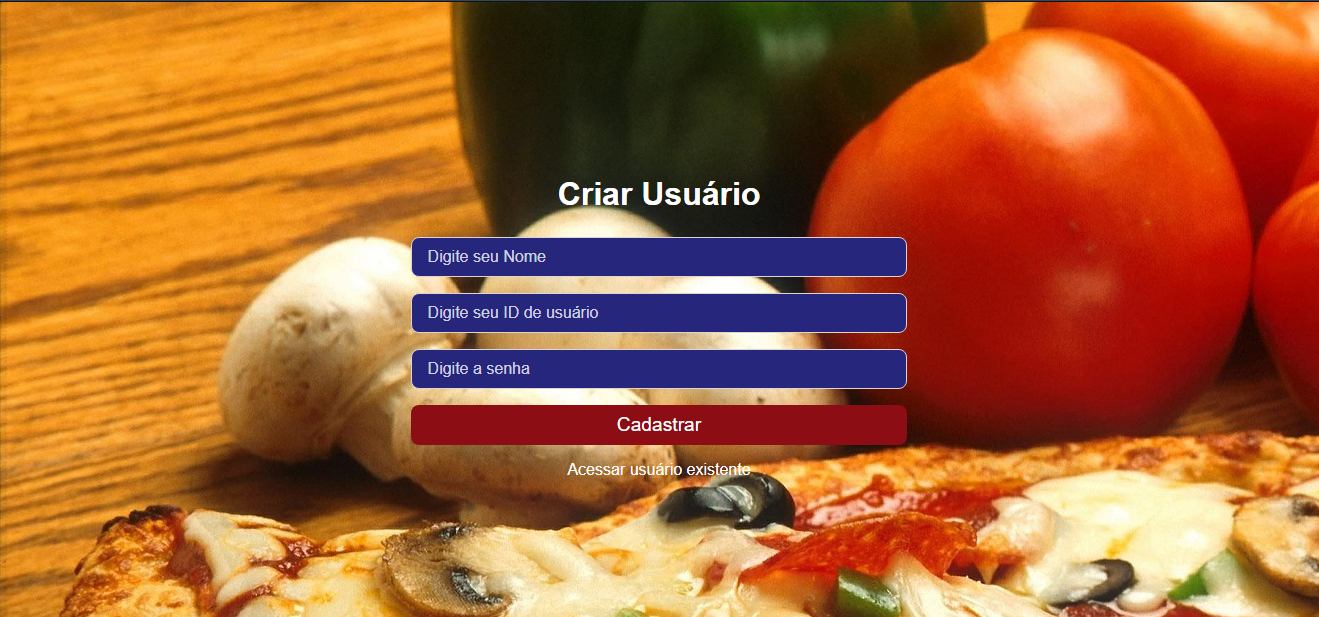 Criar Usuário
Digite seu Nome
Digite seu ID de usuário
Digite a senha
Cadastrar
Acessar usuário existente